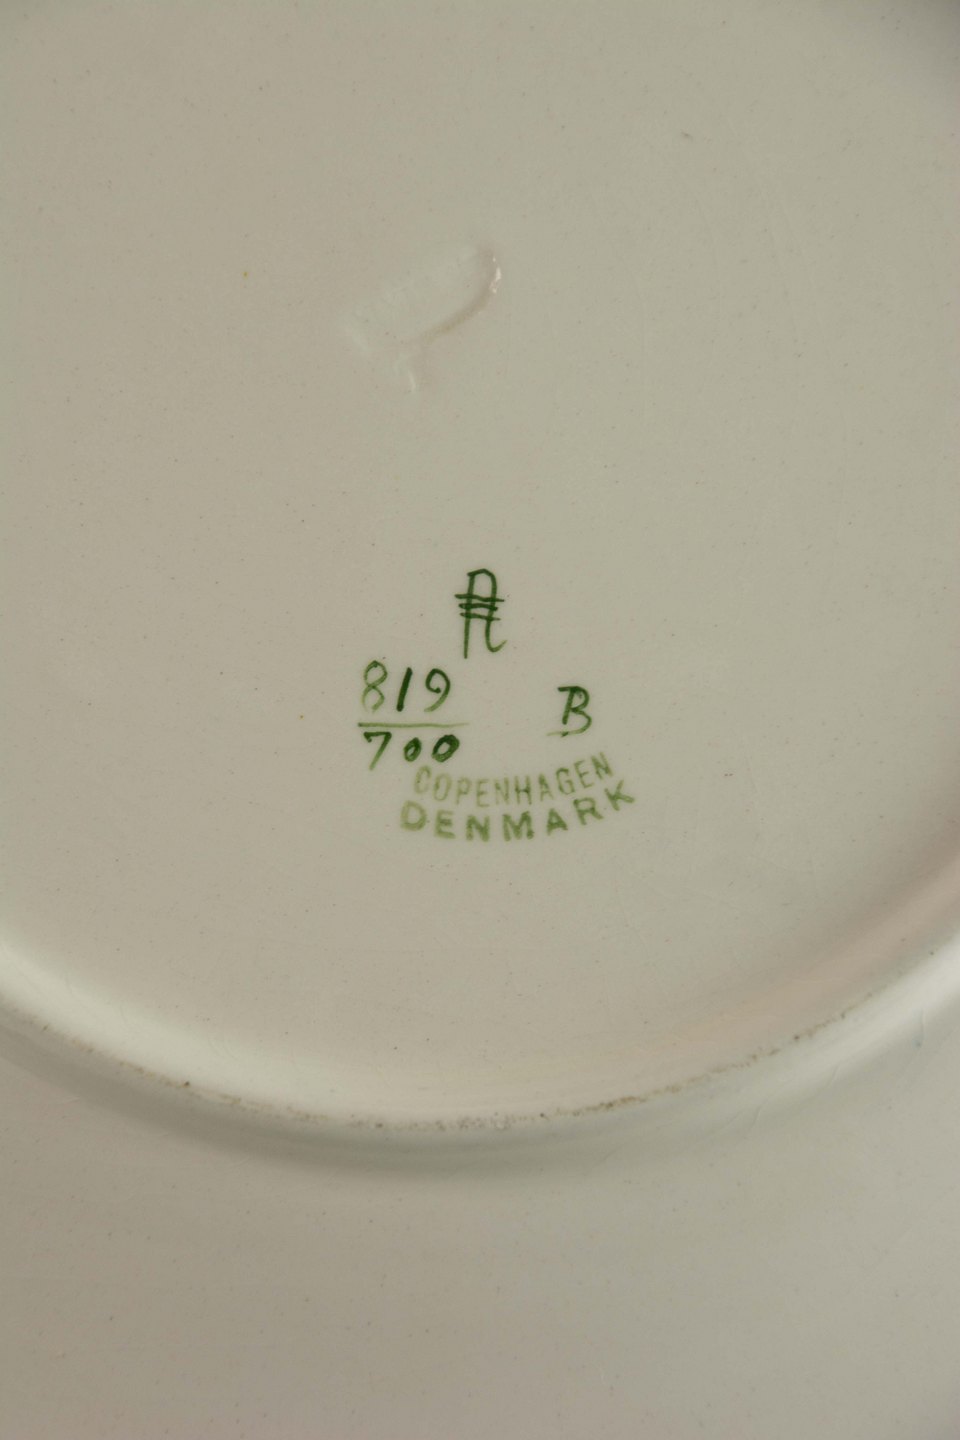 A
819 B
700
COPENHAGEN
DENMARK